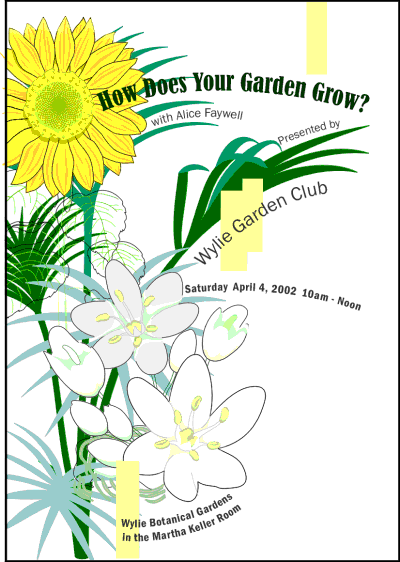 How Does Your Garden Grow?
with Alice Faywell
Presented by
Wylie Garden Club
Saturday April 4, 2002 10am - Noon
Wylie Botanical Gardens
in the Martha Keller Room